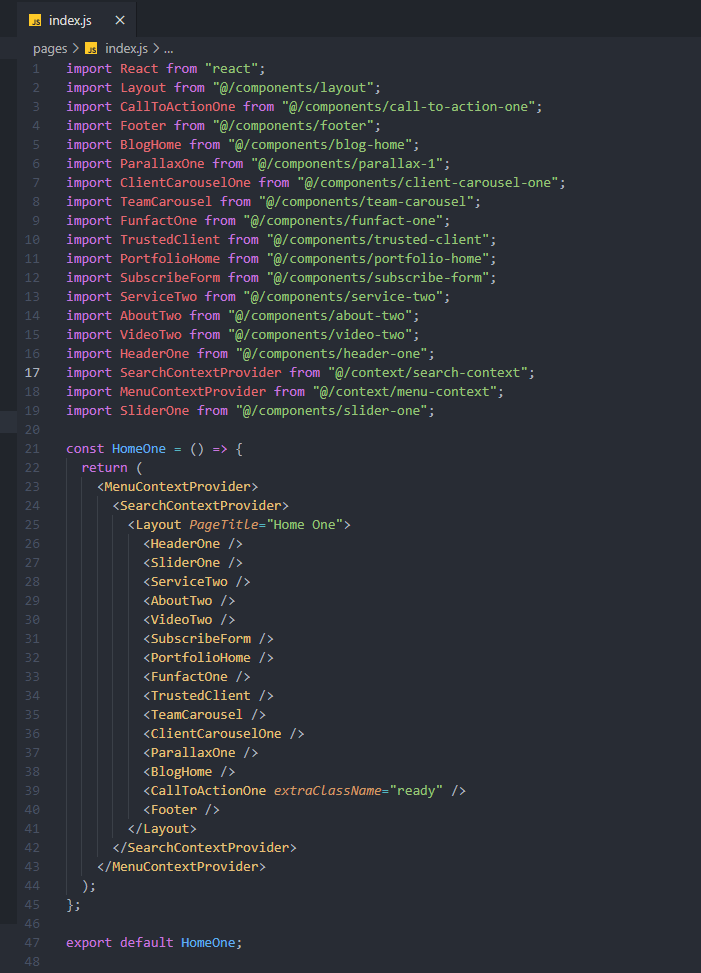 JS index.js ×
pages > JS index.js > ...
1 import React from "react";
2 import Layout from "@/components/layout";
3 import CallToActionOne from "@/components/call-to-action-one";
4 import Footer from "@/components/footer";
5 import BlogHome from "@/components/blog-home";
6 import ParallaxOne from "@/components/parallax-1";
7 import ClientCarouselOne from "@/components/client-carousel-one";
8 import TeamCarousel from "@/components/team-carousel";
9 import FunfactOne from "@/components/funfact-one";
10 import TrustedClient from "@/components/trusted-client";
11 import PortfolioHome from "@/components/portfolio-home";
12 import SubscribeForm from "@/components/subscribe-form";
13 import ServiceTwo from "@/components/service-two";
14 import AboutTwo from "@/components/about-two";
15 import VideoTwo from "@/components/video-two";
16 import HeaderOne from "@/components/header-one";
17 import SearchContextProvider from "@/context/search-context";
18 import MenuContextProvider from "@/context/menu-context";
19 import SliderOne from "@/components/slider-one";
20
21 const HomeOne = () => {
22   return (
23     <MenuContextProvider>
24       <SearchContextProvider>
25         <Layout PageTitle="Home One">
26           <HeaderOne />
27           <SliderOne />
28           <ServiceTwo />
29           <AboutTwo />
30           <VideoTwo />
31           <SubscribeForm />
32           <PortfolioHome />
33           <FunfactOne />
34           <TrustedClient />
35           <TeamCarousel />
36           <ClientCarouselOne />
37           <ParallaxOne />
38           <BlogHome />
39           <CallToActionOne extraClassName="ready" />
40           <Footer />
41         </Layout>
42       </SearchContextProvider>
43     </MenuContextProvider>
44   );
45 };
46
47 export default HomeOne;
48